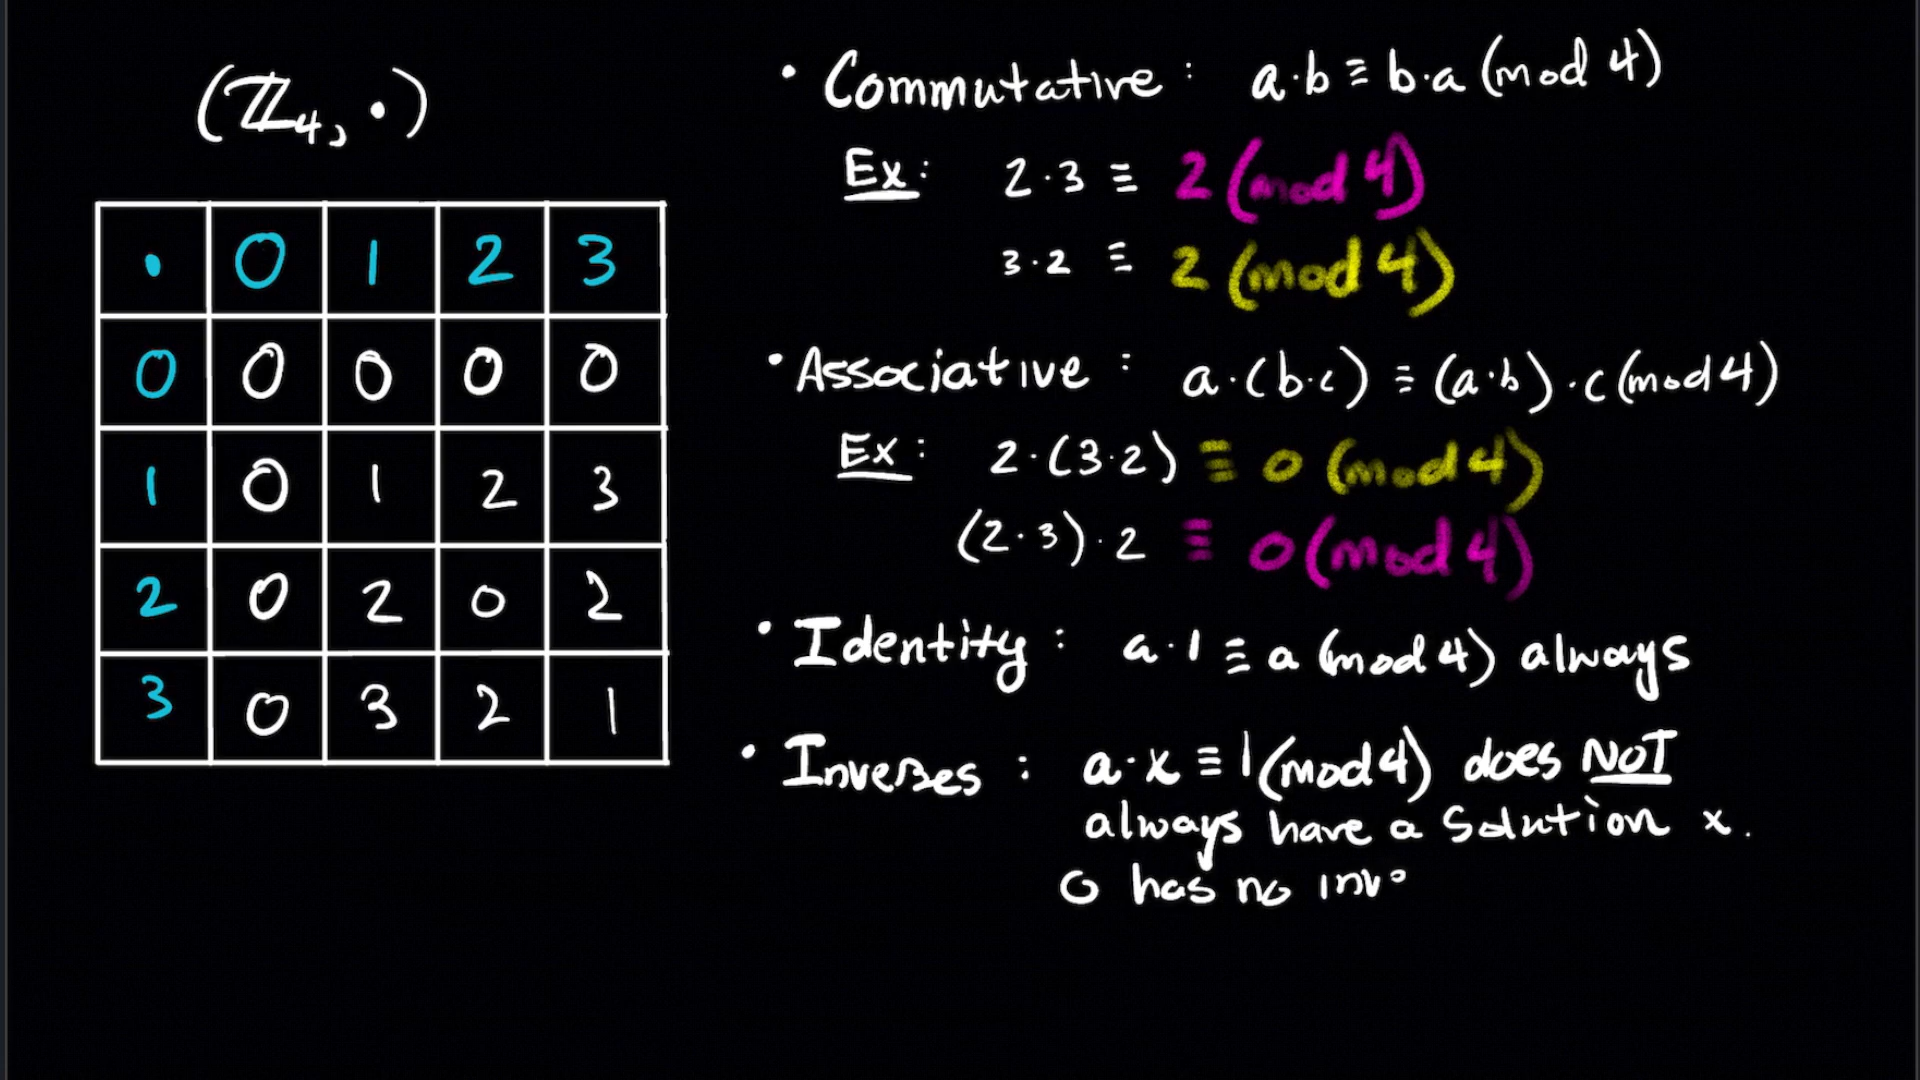 (ℤ₄, ·)
· 0 1 2 3
0 0 0 0 0
1 0 1 2 3
2 0 2 0 2
3 0 3 2 1
• Commutative : a·b ≡ b·a (mod 4)
Ex: 2·3 ≡ 2 (mod 4)
3·2 ≡ 2 (mod 4)
• Associative : a·(b·c) ≡ (a·b)·c (mod 4)
Ex: 2·(3·2) ≡ 0 (mod 4)
(2·3)·2 ≡ 0 (mod 4)
• Identity : a·1 ≡ a (mod 4) always
• Inverses : a·x ≡ 1 (mod 4) does NOT
always have a solution x.
0 has no inv